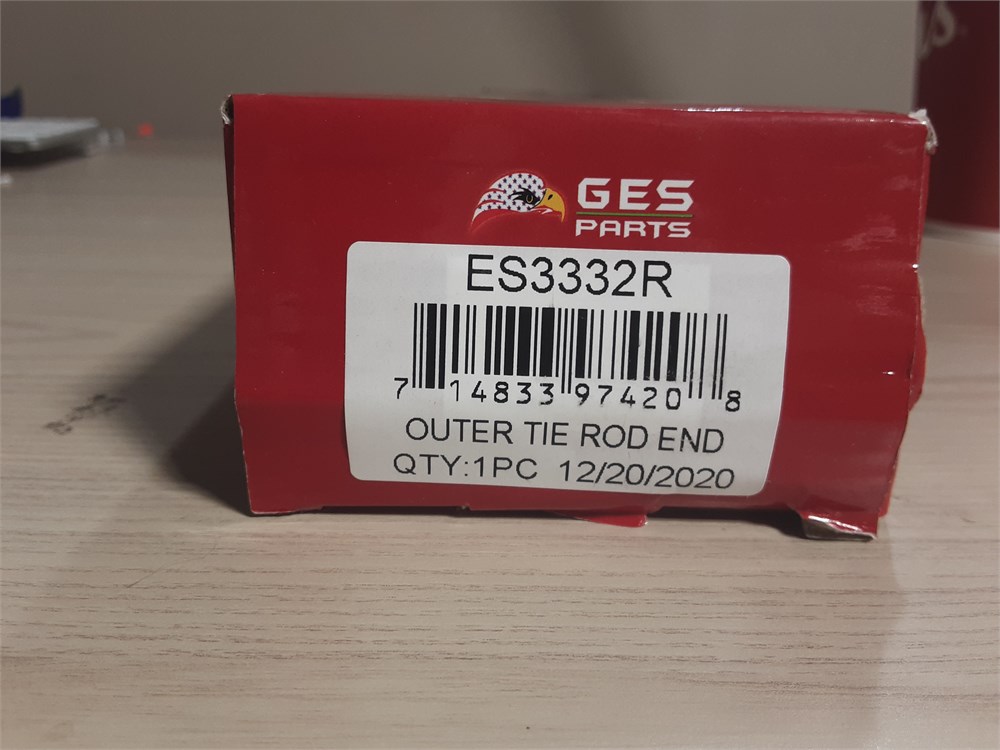 GES
PARTS
ES3332R
7 14833 97420 8
OUTER TIE ROD END
QTY:1PC 12/20/2020